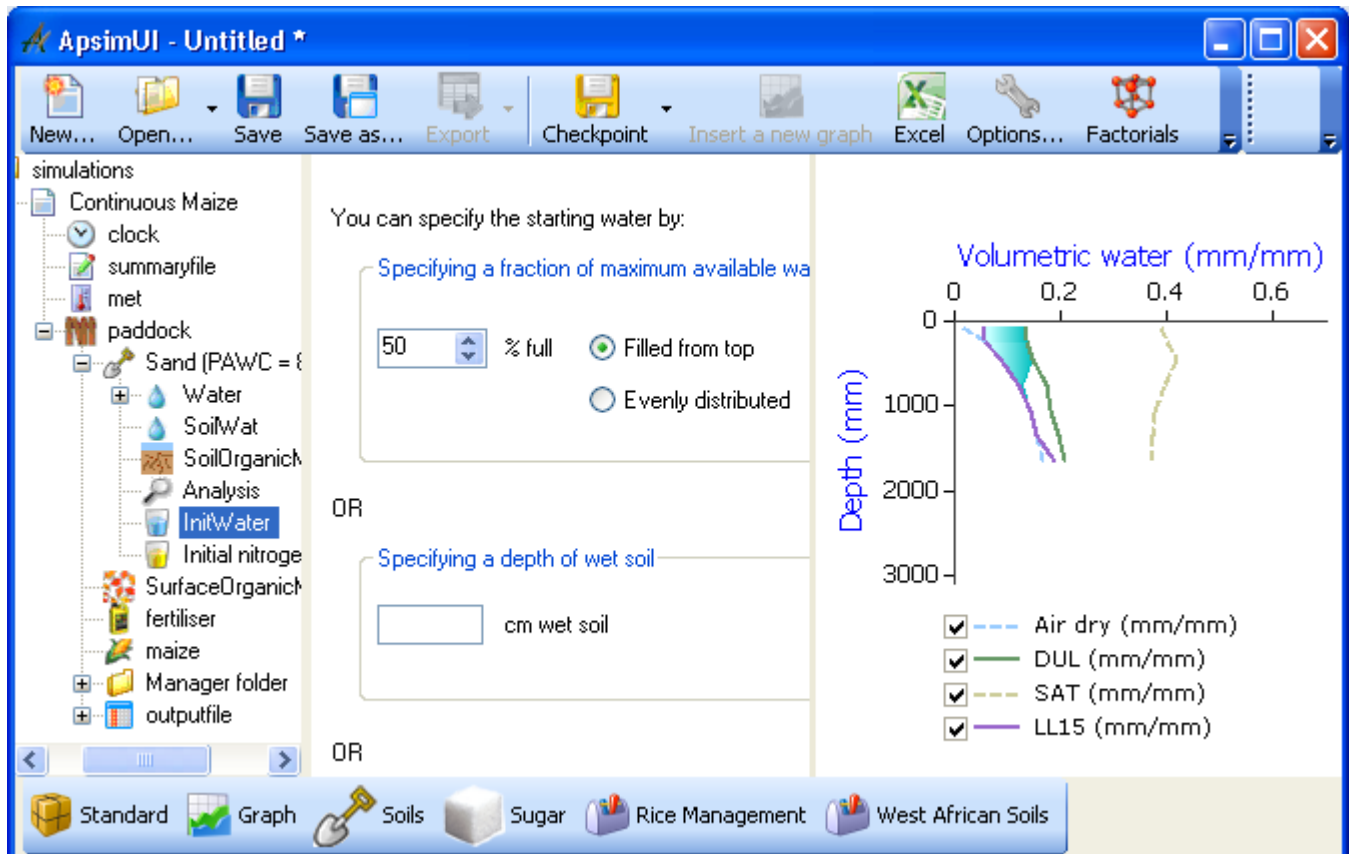 ApsimUI - Untitled *
New... Open... Save Save as... Export Checkpoint Insert a new graph Excel Options... Factorials
simulations
Continuous Maize
clock
summaryfile
met
paddock
Sand (PAWC = 
Water
SoilWat
SoilOrganicM
Analysis
InitWater
Initial nitroge
SurfaceOrganicM
fertiliser
maize
Manager folder
outputfile
You can specify the starting water by:
Specifying a fraction of maximum available wa
50 % full
Filled from top
Evenly distributed
OR
Specifying a depth of wet soil
cm wet soil
OR
Volumetric water (mm/mm)
0 0.2 0.4 0.6
Depth (mm)
0
1000
2000
3000
Air dry (mm/mm)
DUL (mm/mm)
SAT (mm/mm)
LL15 (mm/mm)
Standard Graph Soils Sugar Rice Management West African Soils